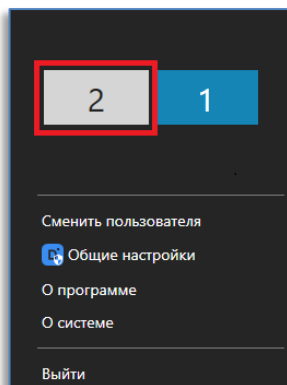 2 1
Сменить пользователя
Общие настройки
О программе
О системе
Выйти